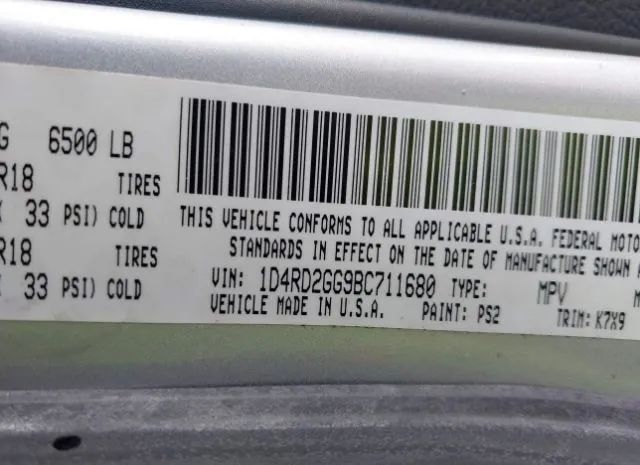 G 6500 LB
R18 TIRES
33 PSI) COLD
R18 TIRES
33 PSI) COLD
THIS VEHICLE CONFORMS TO ALL APPLICABLE U.S.A. FEDERAL MOTO
STANDARDS IN EFFECT ON THE DATE OF MANUFACTURE SHOWN
VIN: 1D4RD2GG9BC711680 TYPE: MPV M
VEHICLE MADE IN U.S.A. PAINT: PS2 TRIM: K7X9